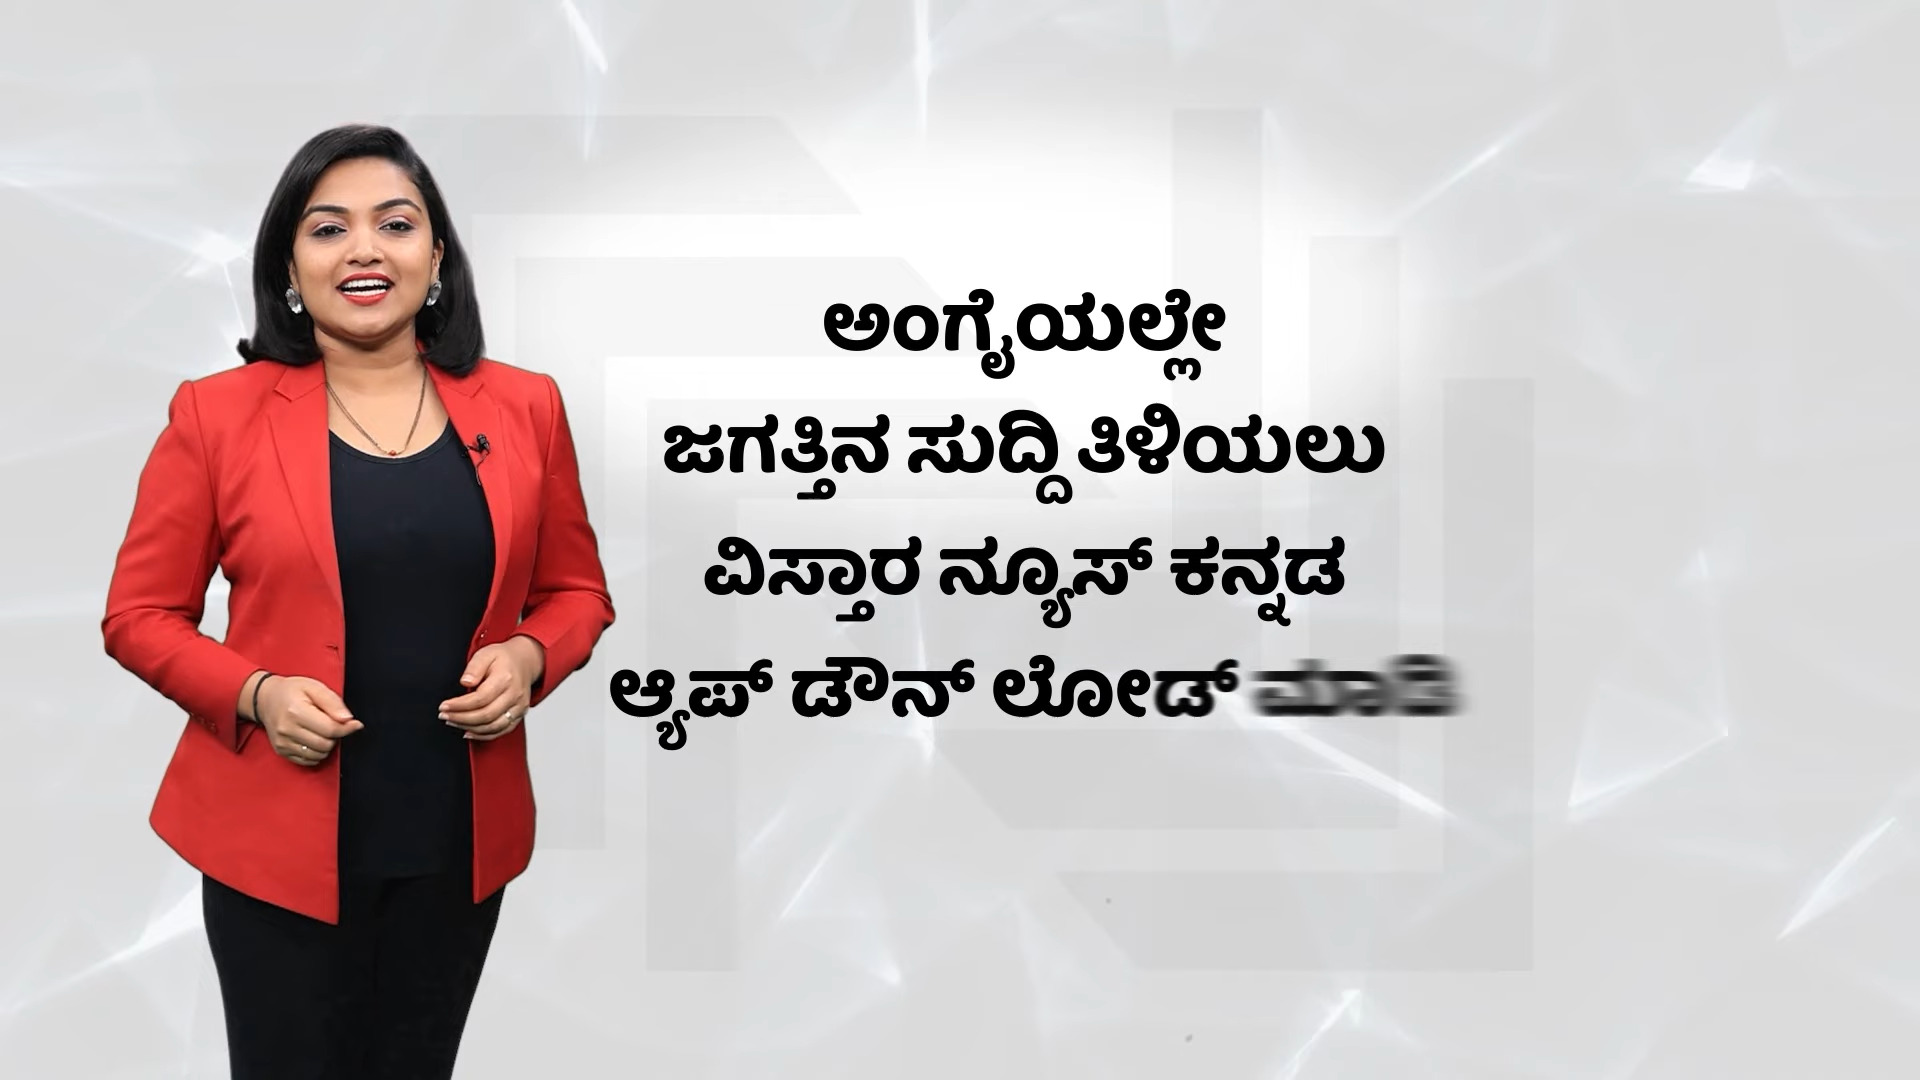 ಅಂಗೈಯಲ್ಲೇ
ಜಗತ್ತಿನ ಸುದ್ದಿ ತಿಳಿಯಲು
ವಿಸ್ತಾರ ನ್ಯೂಸ್ ಕನ್ನಡ
ಆ್ಯಪ್ ಡೌನ್ ಲೋಡ್ ಮಾಡಿ